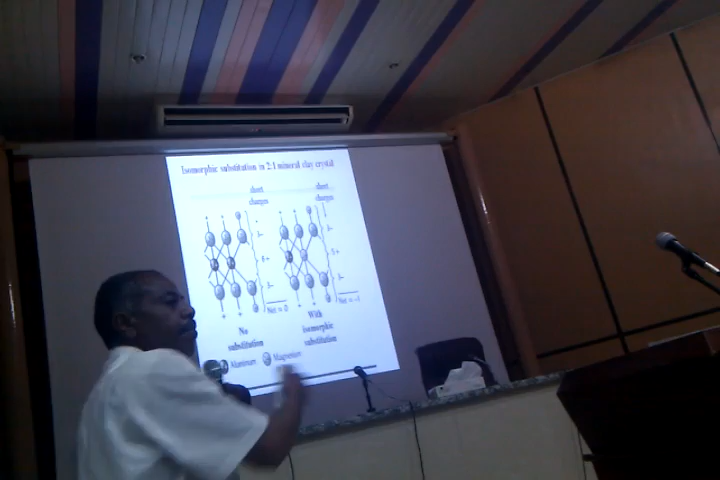 Isomorphic substitution in 2:1 mineral clay crystal
sheet sheet
charges charges
Net = 0 Net = -1
No With
substitution isomorphic
substitution
Aluminum Magnesium